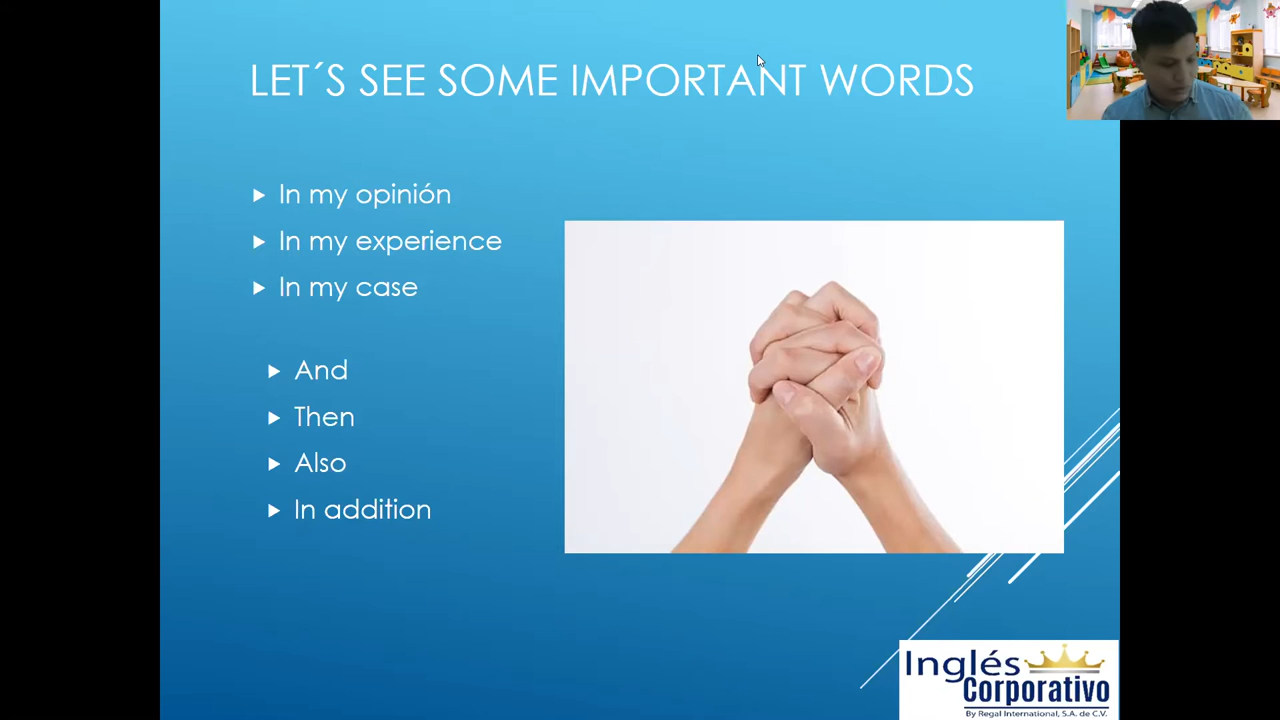 LET´S SEE SOME IMPORTANT WORDS
In my opinión
In my experience
In my case
And
Then
Also
In addition
Inglés
Corporativo
By Regal International, S.A. de C.V.